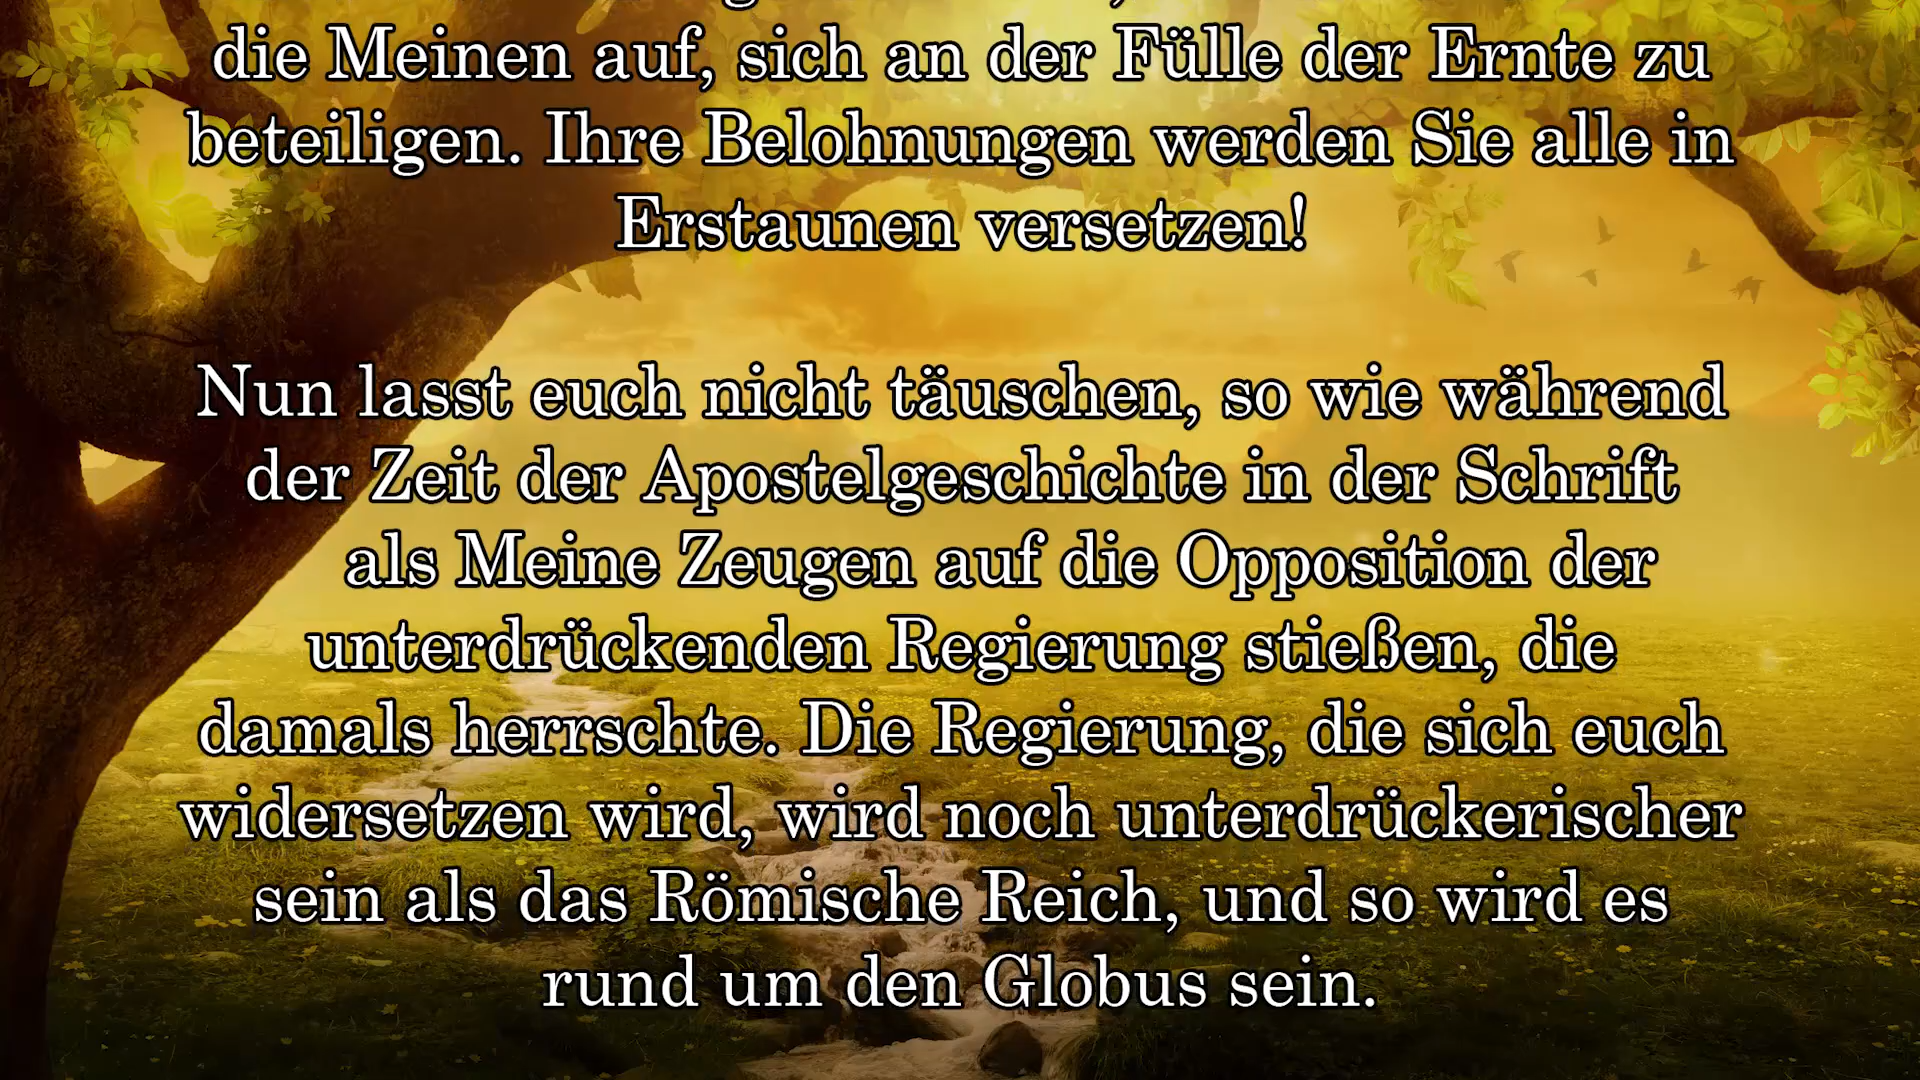 die Meinen auf, sich an der Fülle der Ernte zu
beteiligen. Ihre Belohnungen werden Sie alle in
Erstaunen versetzen!
Nun lasst euch nicht täuschen, so wie während
der Zeit der Apostelgeschichte in der Schrift
als Meine Zeugen auf die Opposition der
unterdrückenden Regierung stießen, die
damals herrschte. Die Regierung, die sich euch
widersetzen wird, wird noch unterdrückerischer
sein als das Römische Reich, und so wird es
rund um den Globus sein.